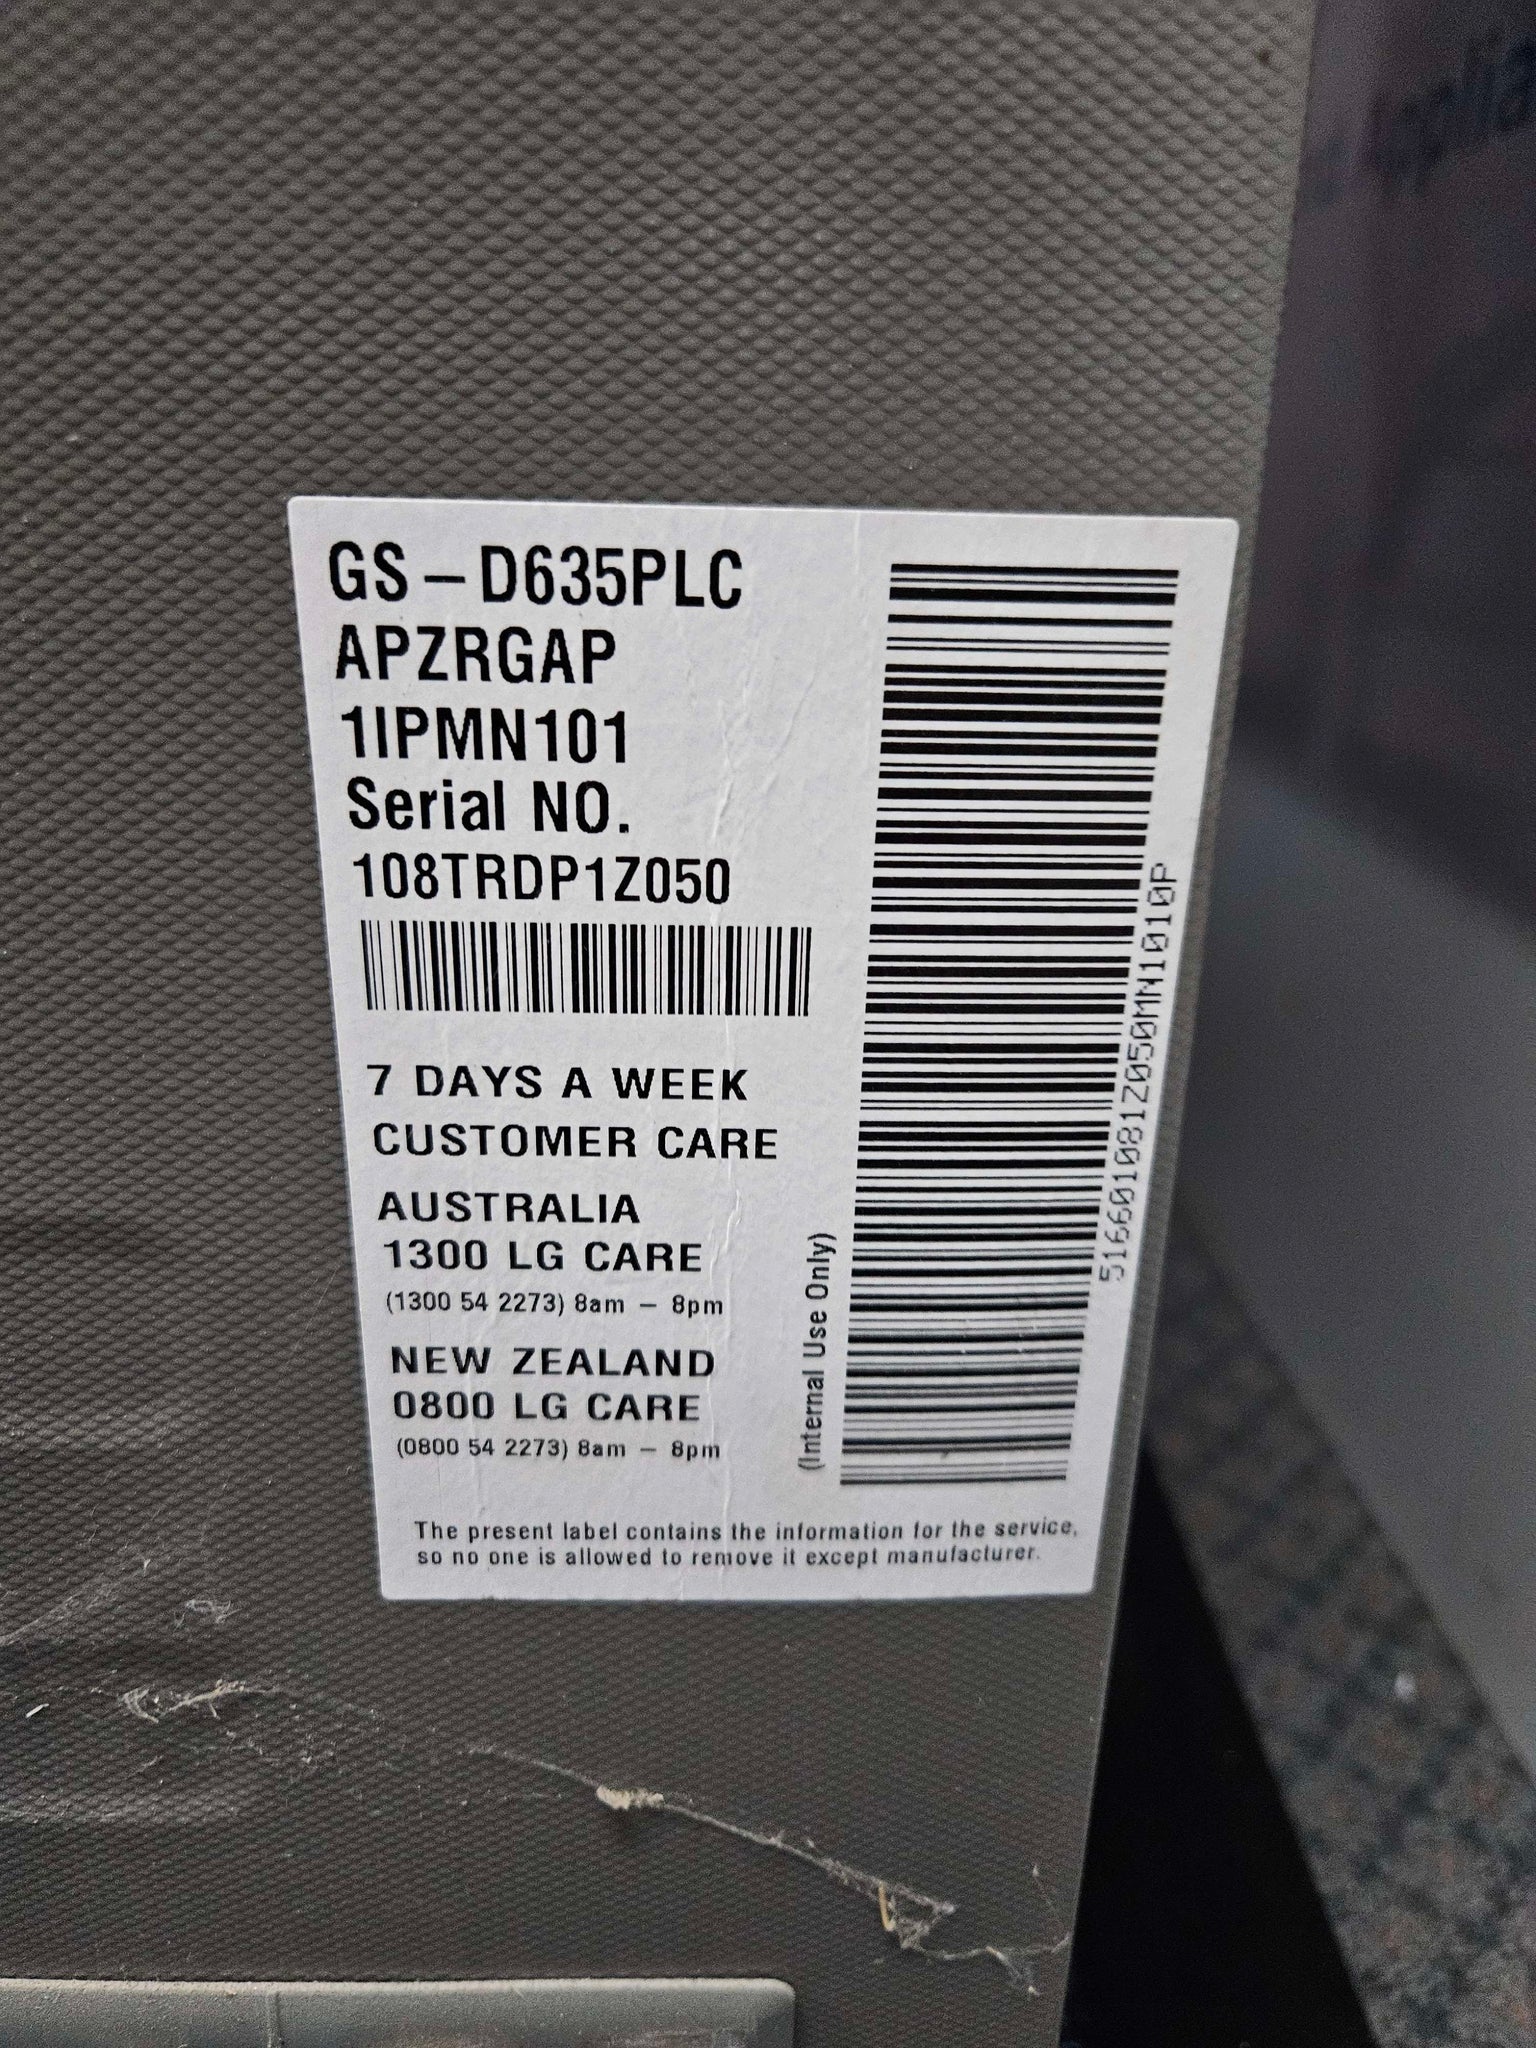 GS-D635PLC
APZRGAP
1IPMN101
Serial NO.
108TRDP1Z050
7 DAYS A WEEK
CUSTOMER CARE
AUSTRALIA
1300 LG CARE
(1300 54 2273) 8am - 8pm
NEW ZEALAND
0800 LG CARE
(0800 54 2273) 8am - 8pm
(Internal Use Only)
516601081Z050MN1010P
The present label contains the information for the service,
so no one is allowed to remove it except manufacturer.